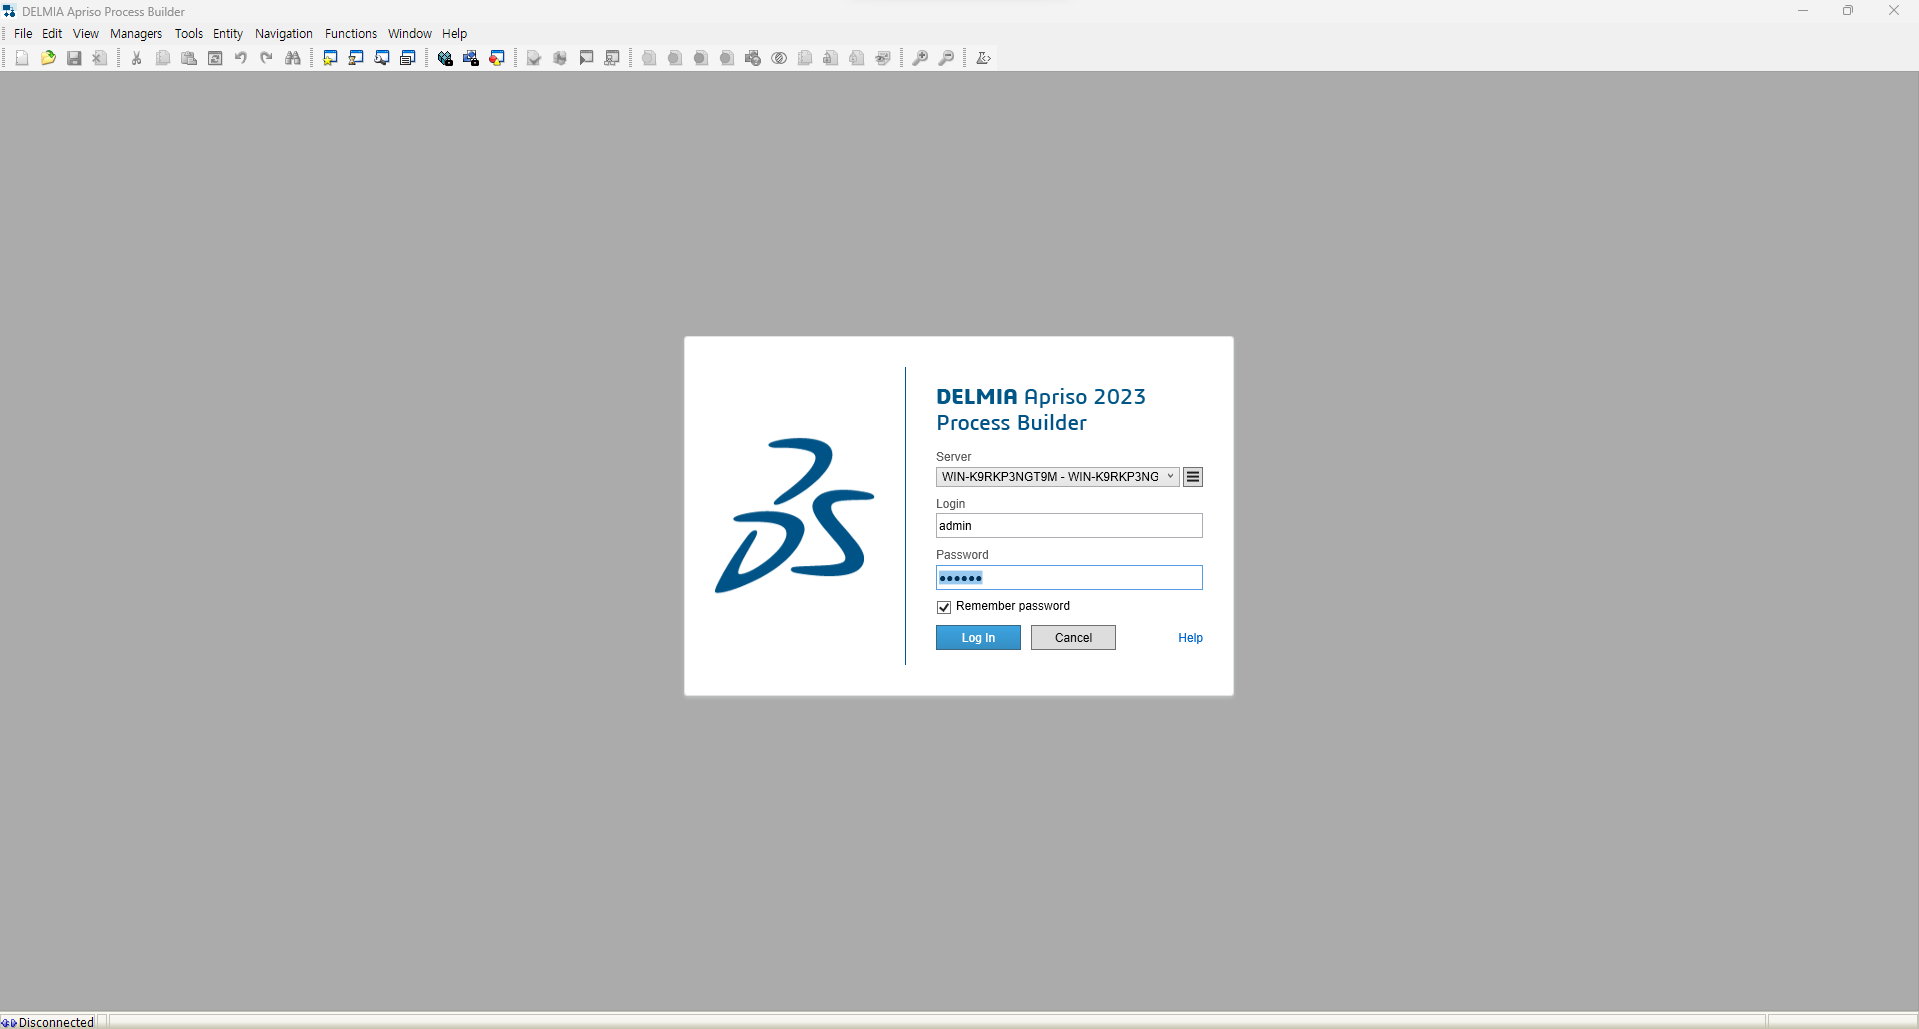 DELMIA Apriso Process Builder
File Edit View Managers Tools Entity Navigation Functions Window Help
DELMIA Apriso 2023
Process Builder
Server
WIN-K9RKP3NGT9M - WIN-K9RKP3NG
Login
admin
Password
••••••
Remember password
Log In Cancel Help
Disconnected